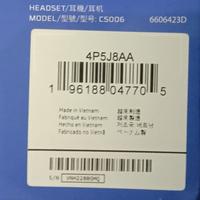 HEADSET/耳機/耳机
MODEL/型號/型号: CS006
6606423D
4P5J8AA
1 96188 04770 5
Made in Vietnam 越南製造
Fabriqué au Vietnam 越南制造
Fabricado en Vietnam 제조국 베트남
Fabricado no Vietnã ベトナム製
S/N